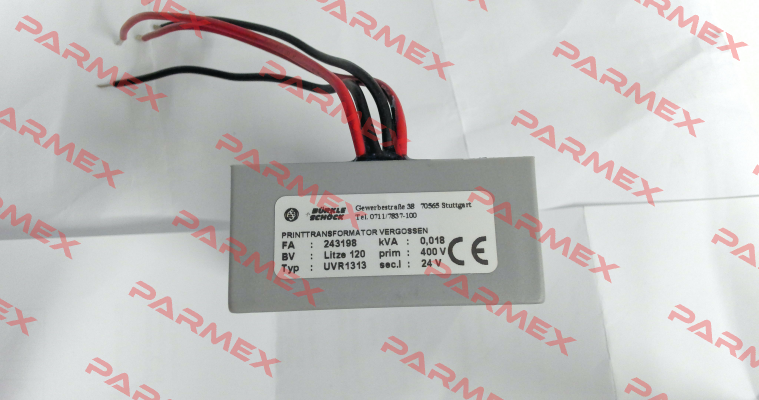 BÜRKLE Gewerbestraße 38 70565 Stuttgart
+SCHÖCK Tel. 0711/7837-100
PRINTTRANSFORMATOR VERGOSSEN
FA : 243198 kVA : 0,018
BV : Litze 120 prim : 400 V
Typ : UVR1313 sec.I : 24 V
CE
PARMEX
PARMEX
PARMEX
PARMEX
PARMEX
PARMEX
PARMEX
PARMEX
PARMEX
PARMEX